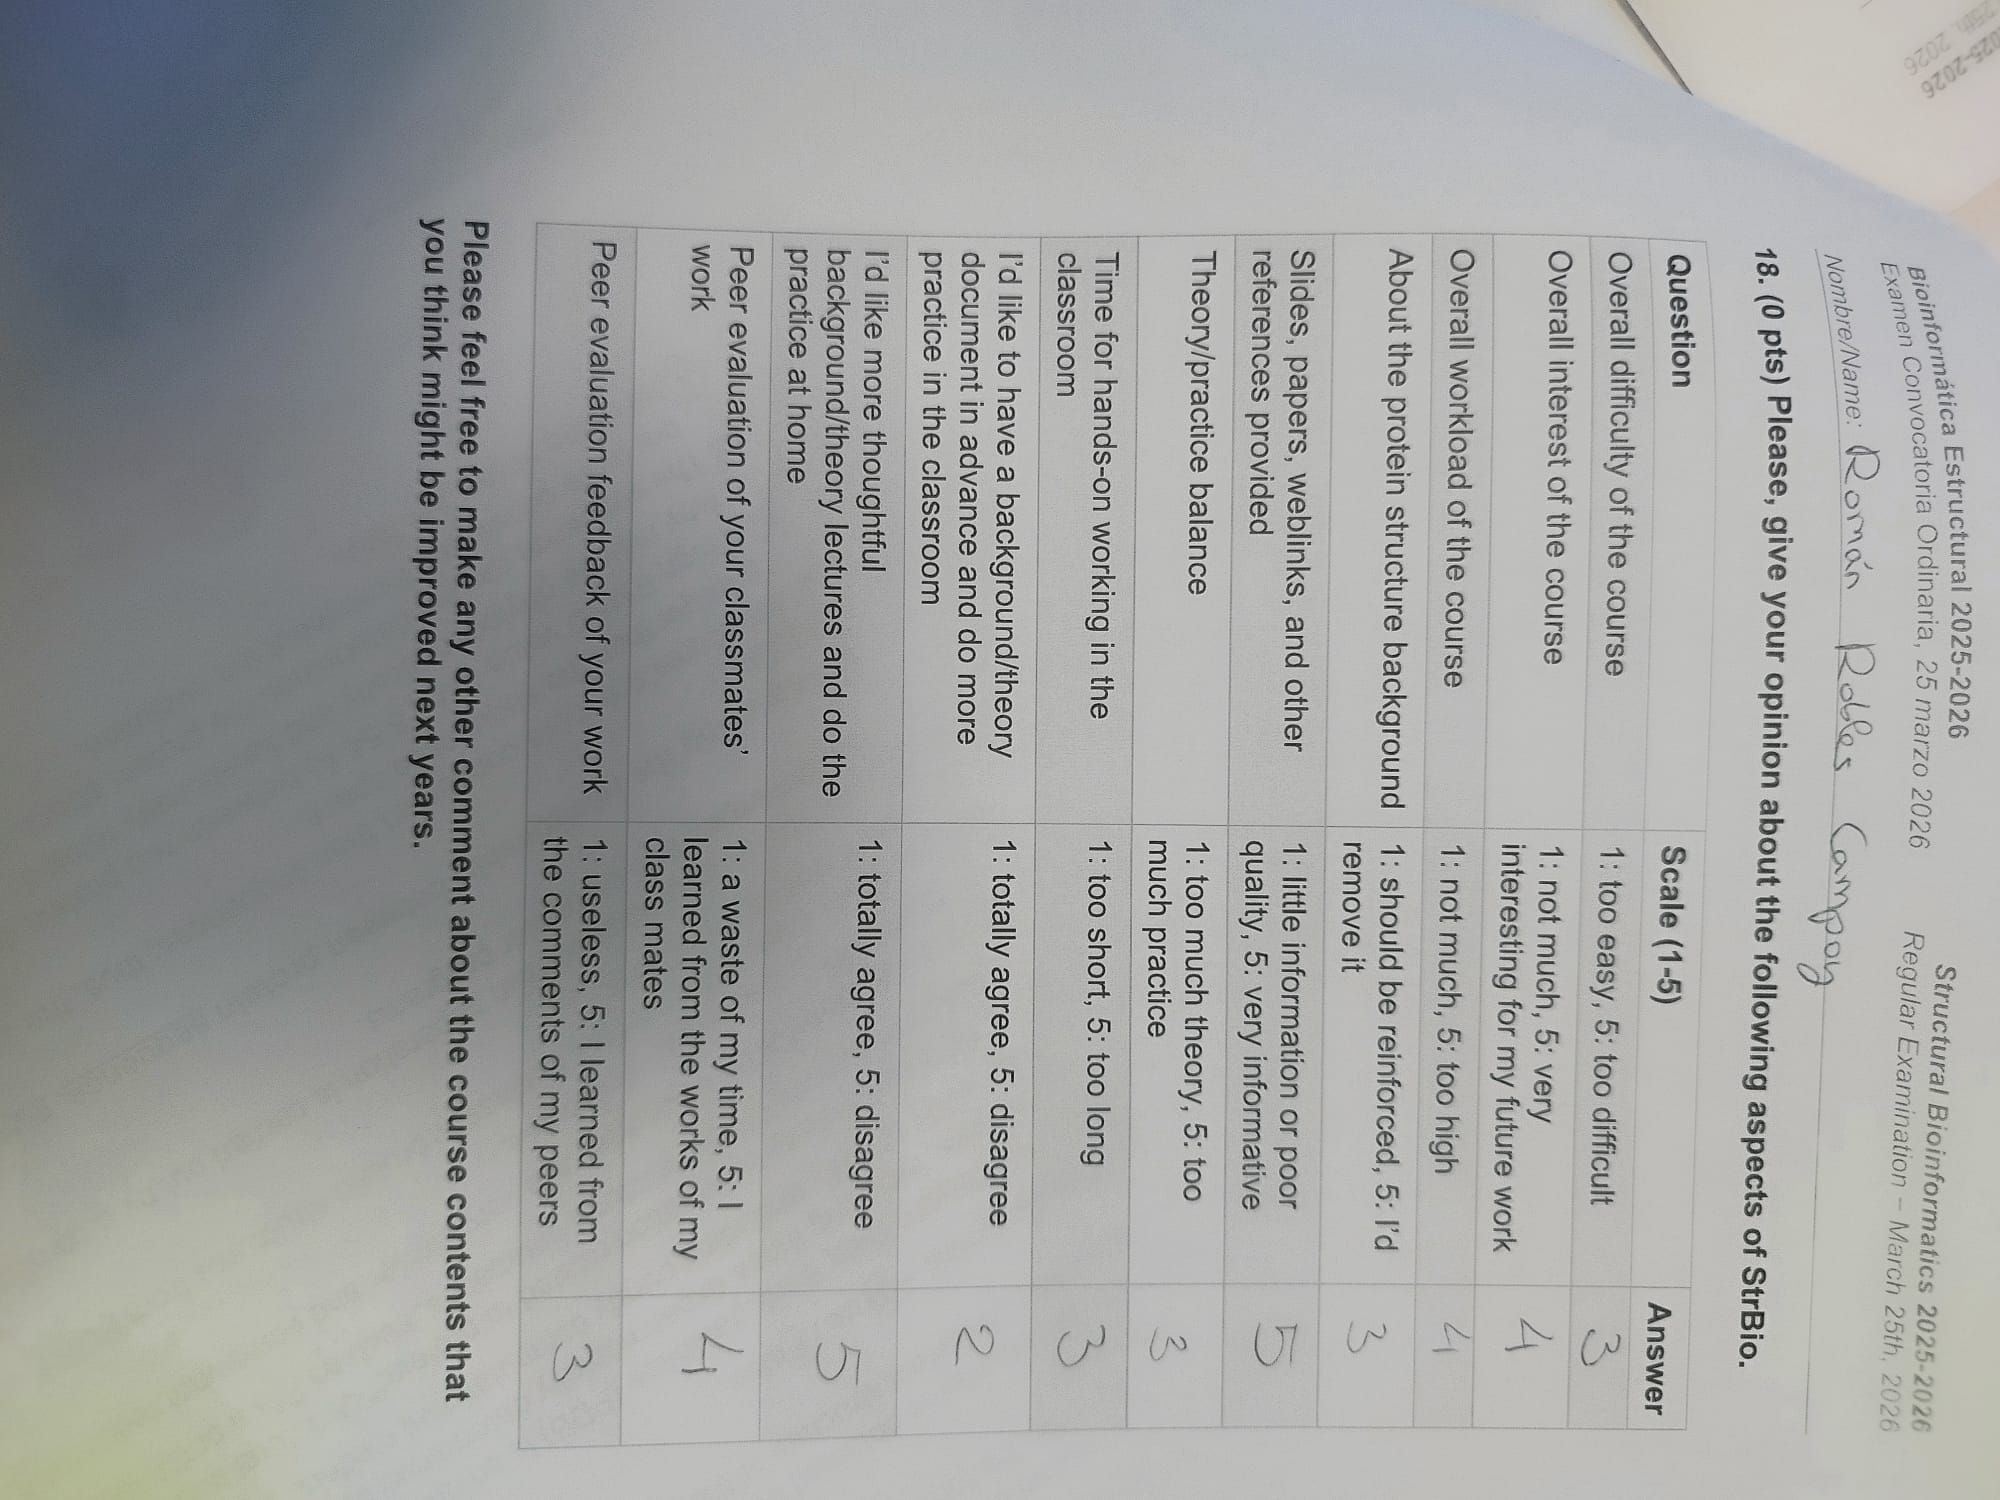 Bioinformática Estructural 2025-2026 Structural Bioinformatics 2025-2026
Examen Convocatoria Ordinaria, 25 marzo 2026 Regular Examination – March 25th, 2026
Nombre/Name: Román Robles Campoy
18. (0 pts) Please, give your opinion about the following aspects of StrBio.
Question Scale (1-5) Answer
Overall difficulty of the course 1: too easy, 5: too difficult 3
Overall interest of the course 1: not much, 5: very
interesting for my future work 4
Overall workload of the course 1: not much, 5: too high 4
About the protein structure background 1: should be reinforced, 5: I'd
remove it 3
Slides, papers, weblinks, and other 1: little information or poor
references provided quality, 5: very informative 5
Theory/practice balance 1: too much theory, 5: too
much practice 3
Time for hands-on working in the 1: too short, 5: too long 3
classroom
I'd like to have a background/theory
document in advance and do more 1: totally agree, 5: disagree 2
practice in the classroom
I'd like more thoughtful
background/theory lectures and do the 1: totally agree, 5: disagree 5
practice at home
Peer evaluation of your classmates' 1: a waste of my time, 5: I
work learned from the works of my 4
class mates
Peer evaluation feedback of your work 1: useless, 5: I learned from
the comments of my peers 3
Please feel free to make any other comment about the course contents that
you think might be improved next years.
025-2026
25th, 2026